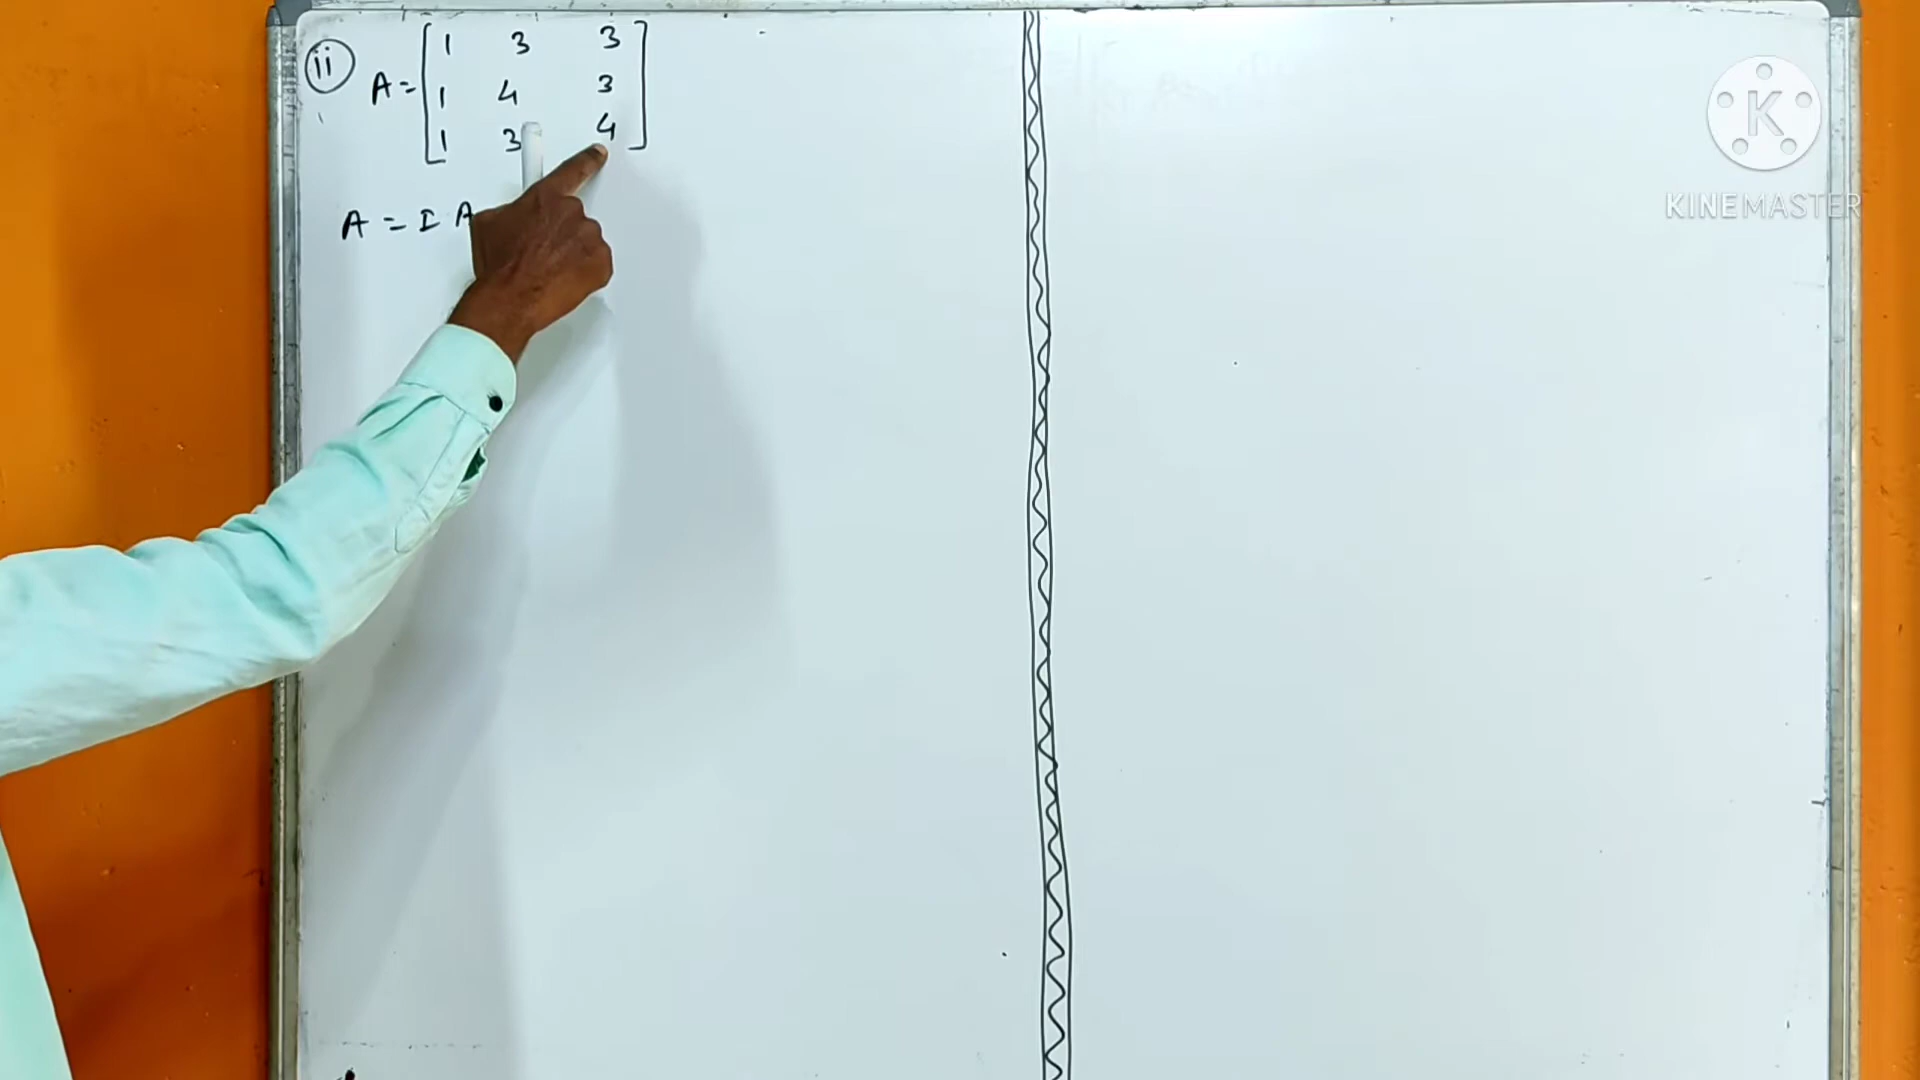 ii
A = [ 1 3 3
1 4 3
1 3 4 ]
A = I A
K
KINEMASTER